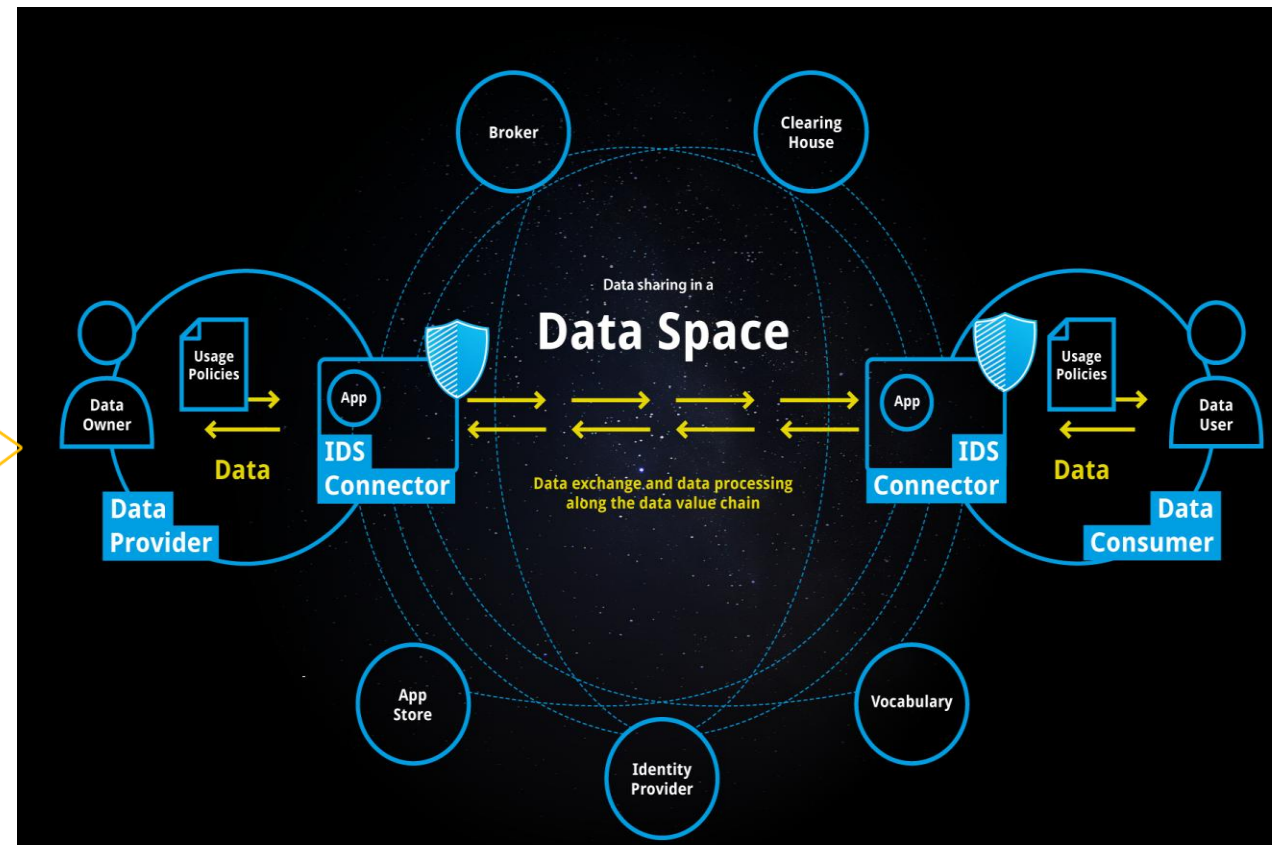 Broker
Clearing
House
Data sharing in a
Data Space
Usage
Policies
Data
Owner
App
IDS
Connector
Data
Data
Provider
Data exchange and data processing
along the data value chain
App
IDS
Connector
Usage
Policies
Data
User
Data
Data
Consumer
App
Store
Identity
Provider
Vocabulary